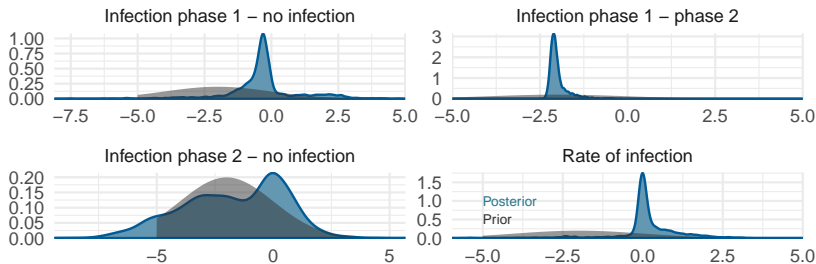 Infection phase 1 − no infection
1.00
0.75
0.50
0.25
0.00
−7.5 −5.0 −2.5 0.0 2.5 5.0
Infection phase 1 − phase 2
3
2
1
0
−5.0 −2.5 0.0 2.5 5.0
Infection phase 2 − no infection
0.20
0.15
0.10
0.05
0.00
−5 0 5
Rate of infection
1.5
1.0
0.5
0.0
Posterior
Prior
−5.0 −2.5 0.0 2.5 5.0